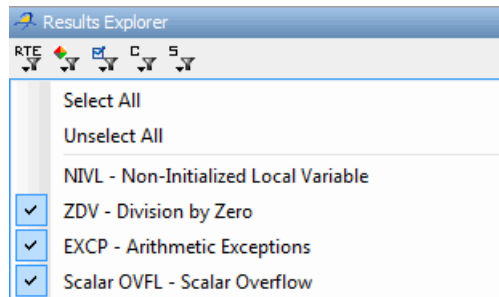 Results Explorer
RTE C S
Select All
Unselect All
NIVL - Non-Initialized Local Variable
ZDV - Division by Zero
EXCP - Arithmetic Exceptions
Scalar OVFL - Scalar Overflow